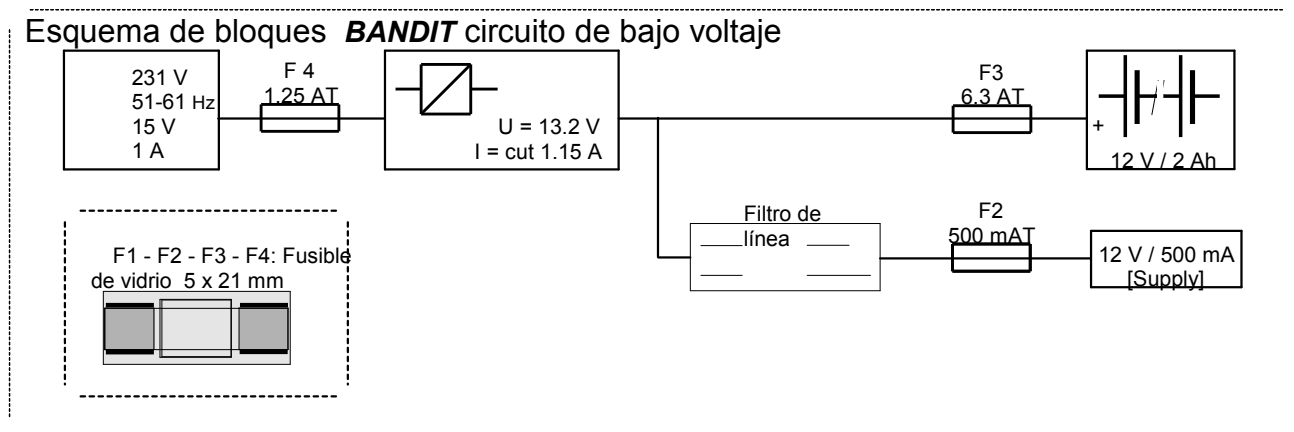 Esquema de bloques BANDIT circuito de bajo voltaje
231 V
51-61 Hz
15 V
1 A
F 4
1.25 AT
U = 13.2 V
I = cut 1.15 A
F3
6.3 AT
+
12 V / 2 Ah
Filtro de
línea
F2
500 mAT
12 V / 500 mA
[Supply]
F1 - F2 - F3 - F4: Fusible
de vidrio 5 x 21 mm